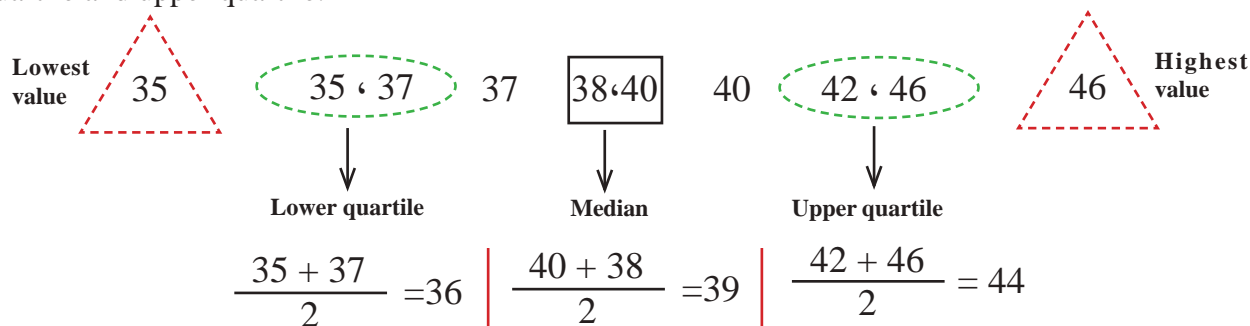 Lowest value 35 35 ، 37 37 38،40 40 42 ، 46 46 Highest value
Lower quartile Median Upper quartile
35 + 37 / 2 =36 40 + 38 / 2 =39 42 + 46 / 2 = 44